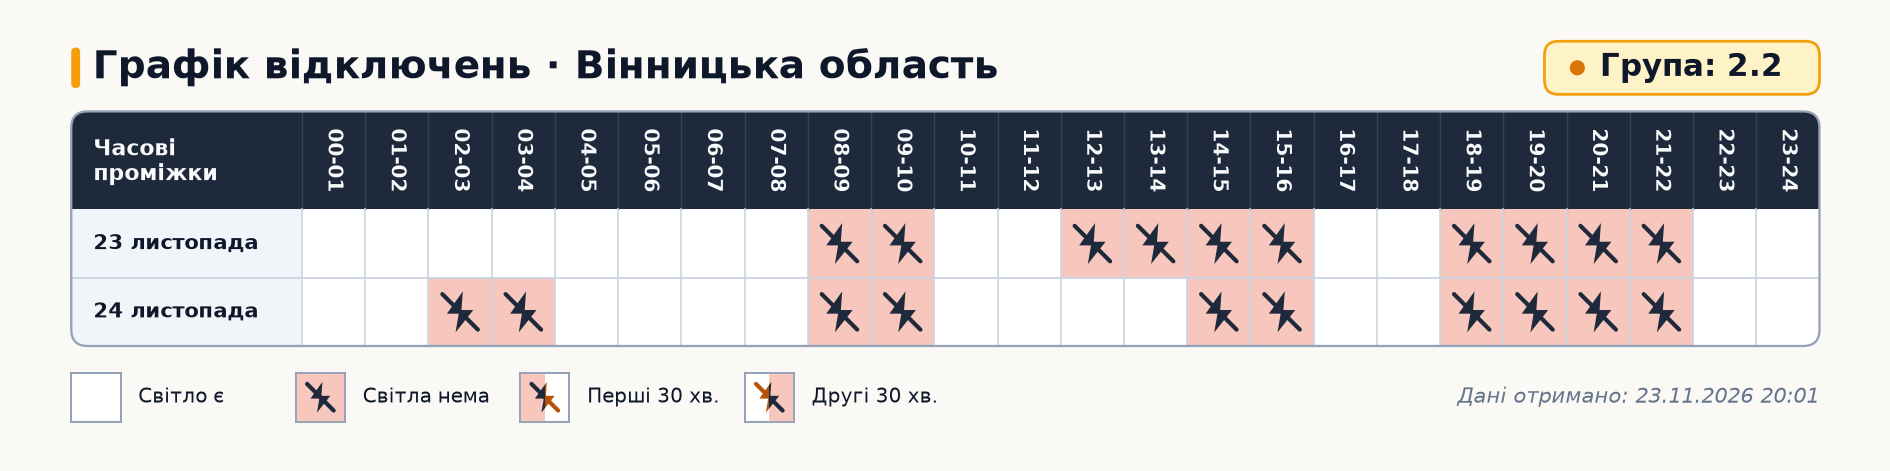 Графік відключень · Вінницька область
Група: 2.2
Часові
проміжки
00-01
01-02
02-03
03-04
04-05
05-06
06-07
07-08
08-09
09-10
10-11
11-12
12-13
13-14
14-15
15-16
16-17
17-18
18-19
19-20
20-21
21-22
22-23
23-24
23 листопада
24 листопада
Світло є
Світла нема
Перші 30 хв.
Другі 30 хв.
Дані отримано: 23.11.2026 20:01